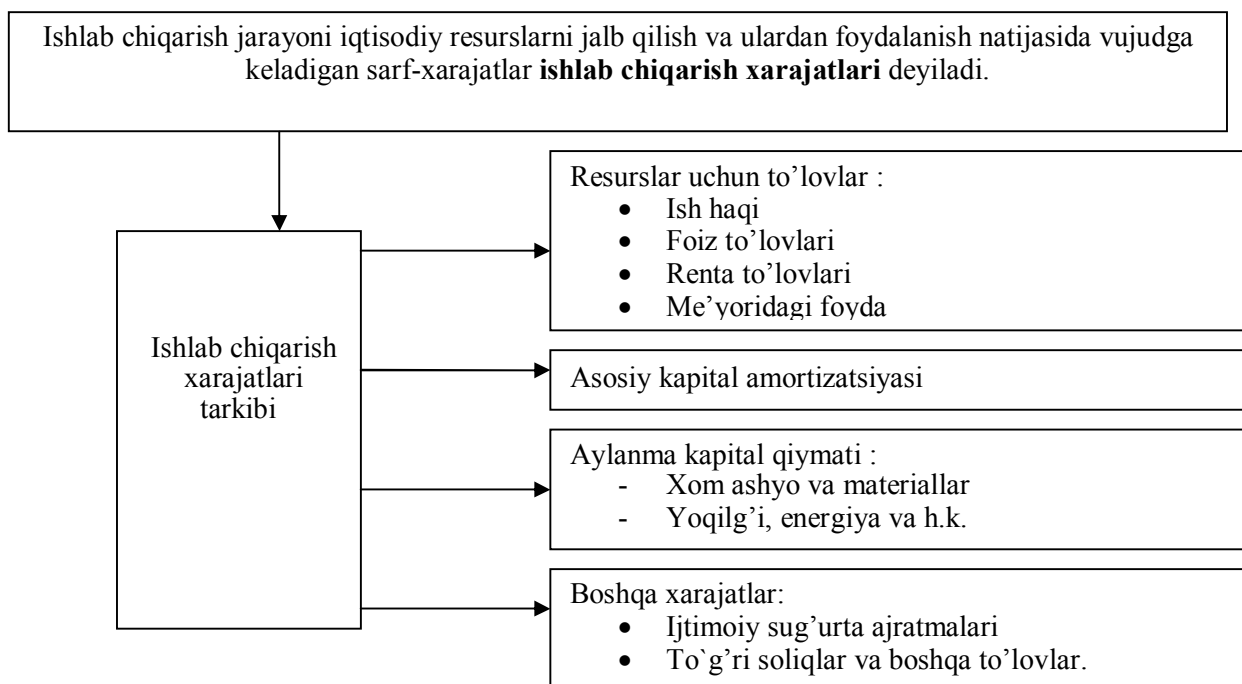 Ishlab chiqarish jarayoni iqtisodiy resurslarni jalb qilish va ulardan foydalanish natijasida vujudga
keladigan sarf-xarajatlar ishlab chiqarish xarajatlari deyiladi.
Ishlab chiqarish
xarajatlari
tarkibi
Resurslar uchun to’lovlar :
• Ish haqi
• Foiz to’lovlari
• Renta to’lovlari
• Me’yoridagi foyda
Asosiy kapital amortizatsiyasi
Aylanma kapital qiymati :
- Xom ashyo va materiallar
- Yoqilg’i, energiya va h.k.
Boshqa xarajatlar:
• Ijtimoiy sug’urta ajratmalari
• To`g’ri soliqlar va boshqa to’lovlar.